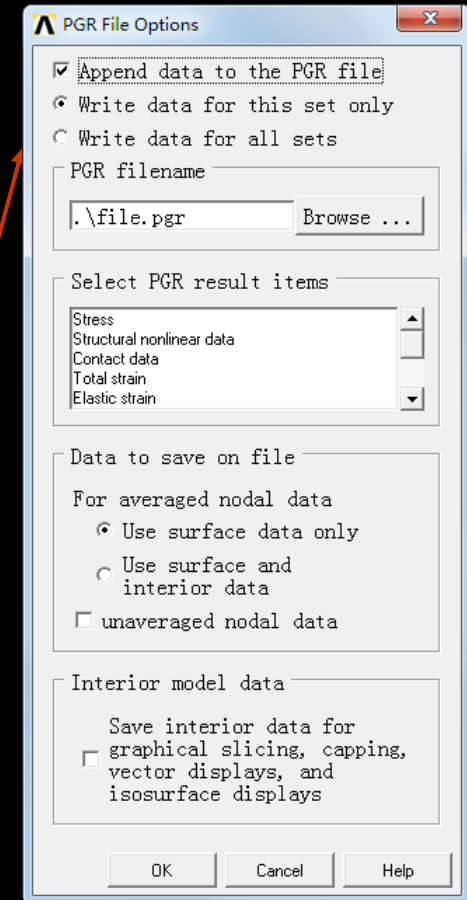 PGR File Options
Append data to the PGR file
Write data for this set only
Write data for all sets
PGR filename
.\file.pgr
Browse ...
Select PGR result items
Stress
Structural nonlinear data
Contact data
Total strain
Elastic strain
Data to save on file
For averaged nodal data
Use surface data only
Use surface and
interior data
unaveraged nodal data
Interior model data
Save interior data for
graphical slicing, capping,
vector displays, and
isosurface displays
OK
Cancel
Help